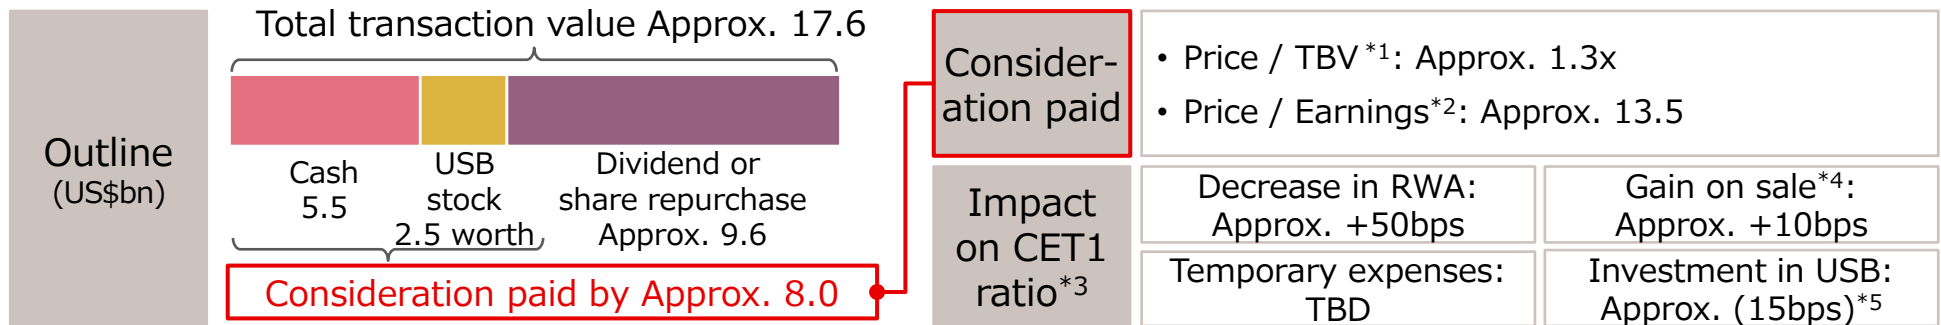 Outline
(US$bn)
Total transaction value Approx. 17.6
Cash
5.5
USB
stock
2.5 worth
Dividend or
share repurchase
Approx. 9.6
Consideration paid by Approx. 8.0
Consider-
ation paid
• Price / TBV*1: Approx. 1.3x
• Price / Earnings*2: Approx. 13.5
Impact
on CET1
ratio*3
Decrease in RWA:
Approx. +50bps
Gain on sale*4:
Approx. +10bps
Temporary expenses:
TBD
Investment in USB:
Approx. (15bps)*5